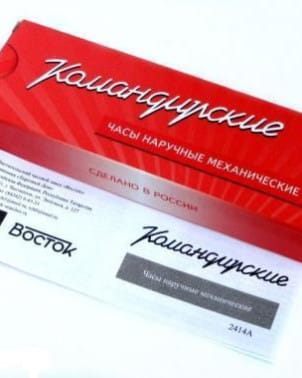 Командирские
ЧАСЫ НАРУЧНЫЕ МЕХАНИЧЕСКИЕ
СДЕЛАНО В РОССИИ
Восток
Командирские
Часы наручные механические
2414А